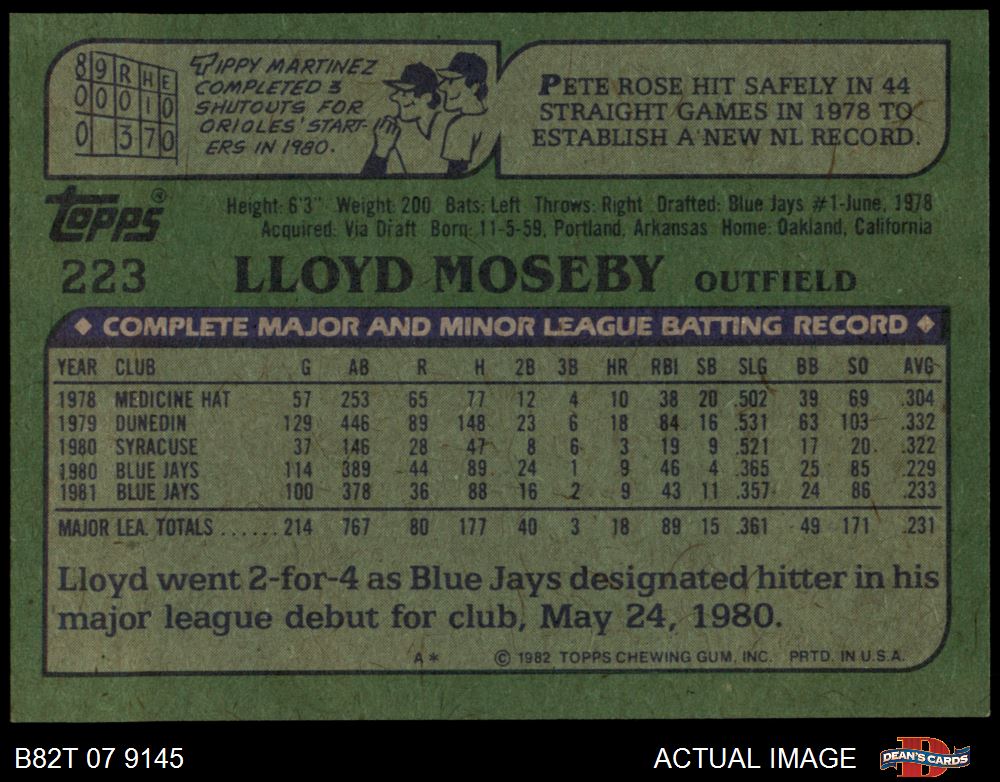 8 9 R H E
0 0 0 1 0
0 3 7 0
TIPPY MARTINEZ
COMPLETED 3
SHUTOUTS FOR
ORIOLES' START-
ERS IN 1980.
PETE ROSE HIT SAFELY IN 44
STRAIGHT GAMES IN 1978 TO
ESTABLISH A NEW NL RECORD.
TOPPS®
Height: 6'3" Weight: 200 Bats: Left Throws: Right Drafted: Blue Jays #1-June, 1978
Acquired: Via Draft Born: 11-5-59, Portland, Arkansas Home: Oakland, California
223 LLOYD MOSEBY OUTFIELD
◆ COMPLETE MAJOR AND MINOR LEAGUE BATTING RECORD ◆
YEAR CLUB G AB R H 2B 3B HR RBI SB SLG BB SO AVG
1978 MEDICINE HAT 57 253 65 77 12 4 10 38 20 .502 39 69 .304
1979 DUNEDIN 129 446 89 148 23 6 18 84 16 .531 63 103 .332
1980 SYRACUSE 37 146 28 47 8 6 3 19 9 .521 17 20 .322
1980 BLUE JAYS 114 389 44 89 24 1 9 46 4 .365 25 85 .229
1981 BLUE JAYS 100 378 36 88 16 2 9 43 11 .357 24 86 .233
MAJOR LEA. TOTALS ...... 214 767 80 177 40 3 18 89 15 .361 49 171 .231
Lloyd went 2-for-4 as Blue Jays designated hitter in his
major league debut for club, May 24, 1980.
A* © 1982 TOPPS CHEWING GUM, INC. PRTD. IN U.S.A.
B82T 07 9145 ACTUAL IMAGE DEAN'S CARDS